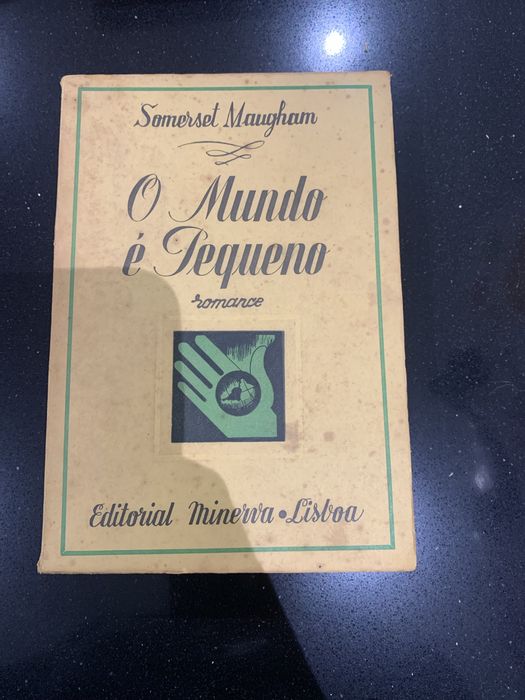 Somerset Maugham
O Mundo
é Pequeno
romance
Editorial Minerva • Lisboa